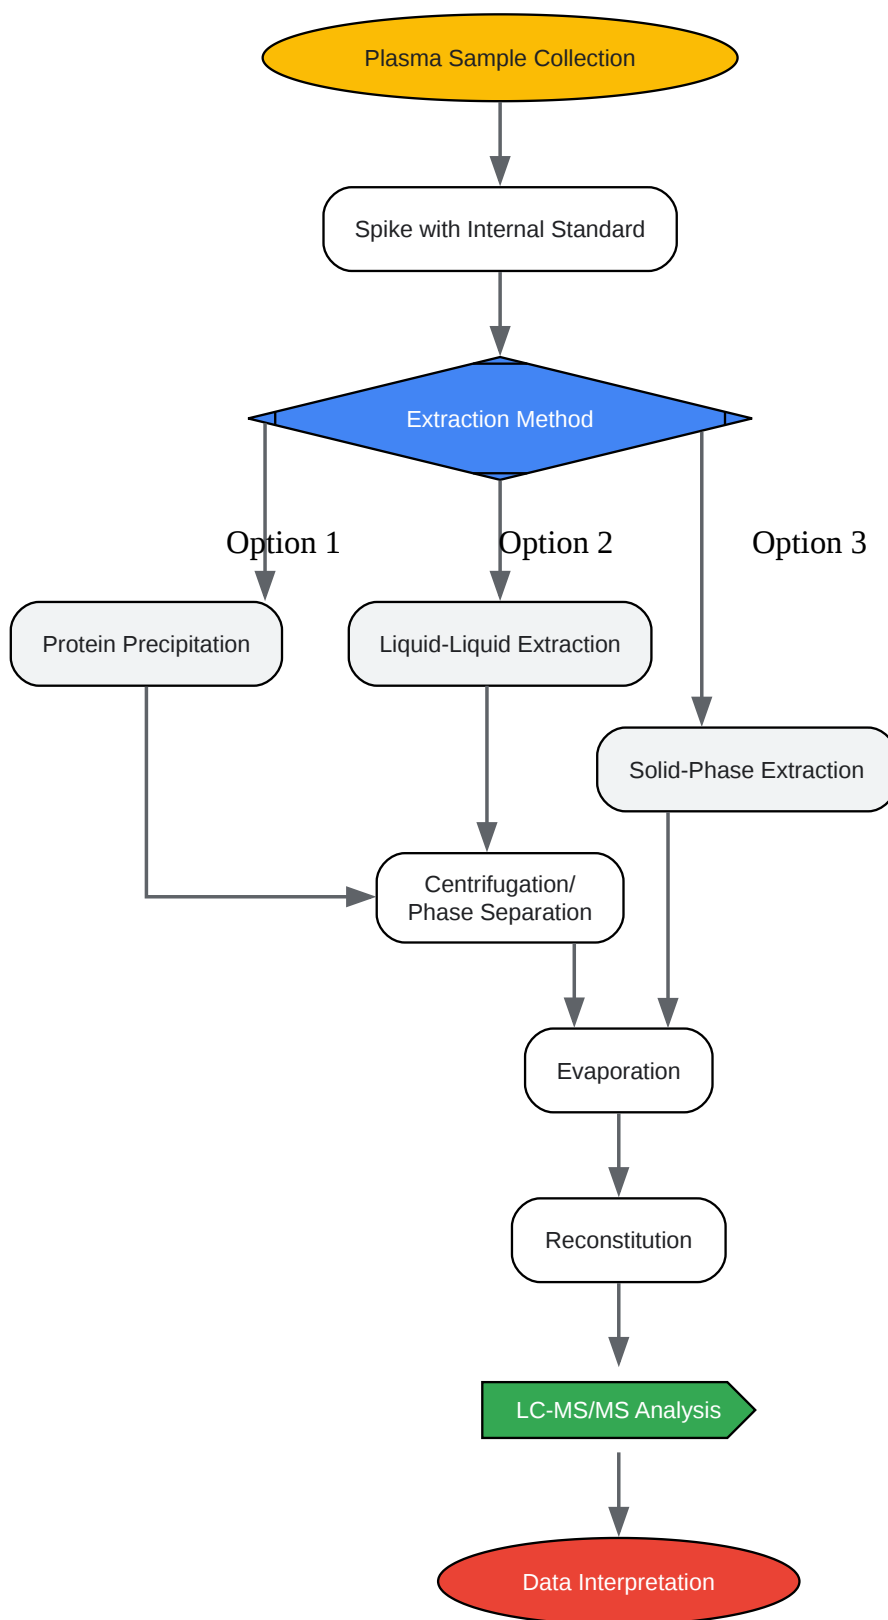 Plasma Sample Collection
Spike with Internal Standard
Extraction Method
Option 1
Option 2
Option 3
Protein Precipitation
Liquid-Liquid Extraction
Solid-Phase Extraction
Centrifugation/
Phase Separation
Evaporation
Reconstitution
LC-MS/MS Analysis
Data Interpretation